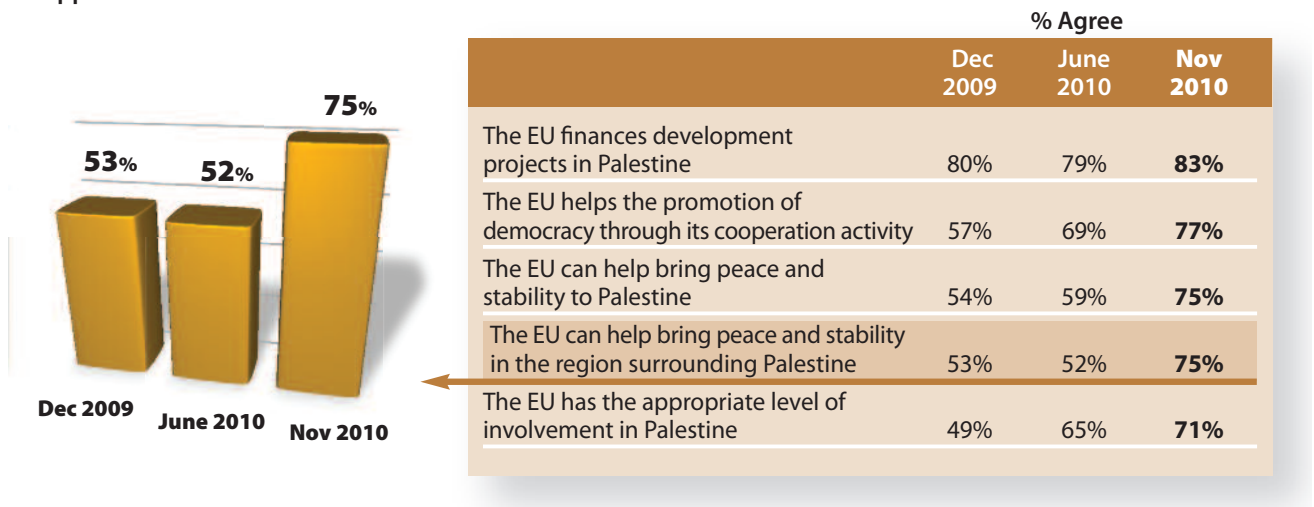 75%
53%
52%
Dec 2009
June 2010
Nov 2010
% Agree
Dec 2009
June 2010
Nov 2010
The EU finances development
projects in Palestine 80% 79% 83%
The EU helps the promotion of
democracy through its cooperation activity 57% 69% 77%
The EU can help bring peace and
stability to Palestine 54% 59% 75%
The EU can help bring peace and stability
in the region surrounding Palestine 53% 52% 75%
The EU has the appropriate level of
involvement in Palestine 49% 65% 71%